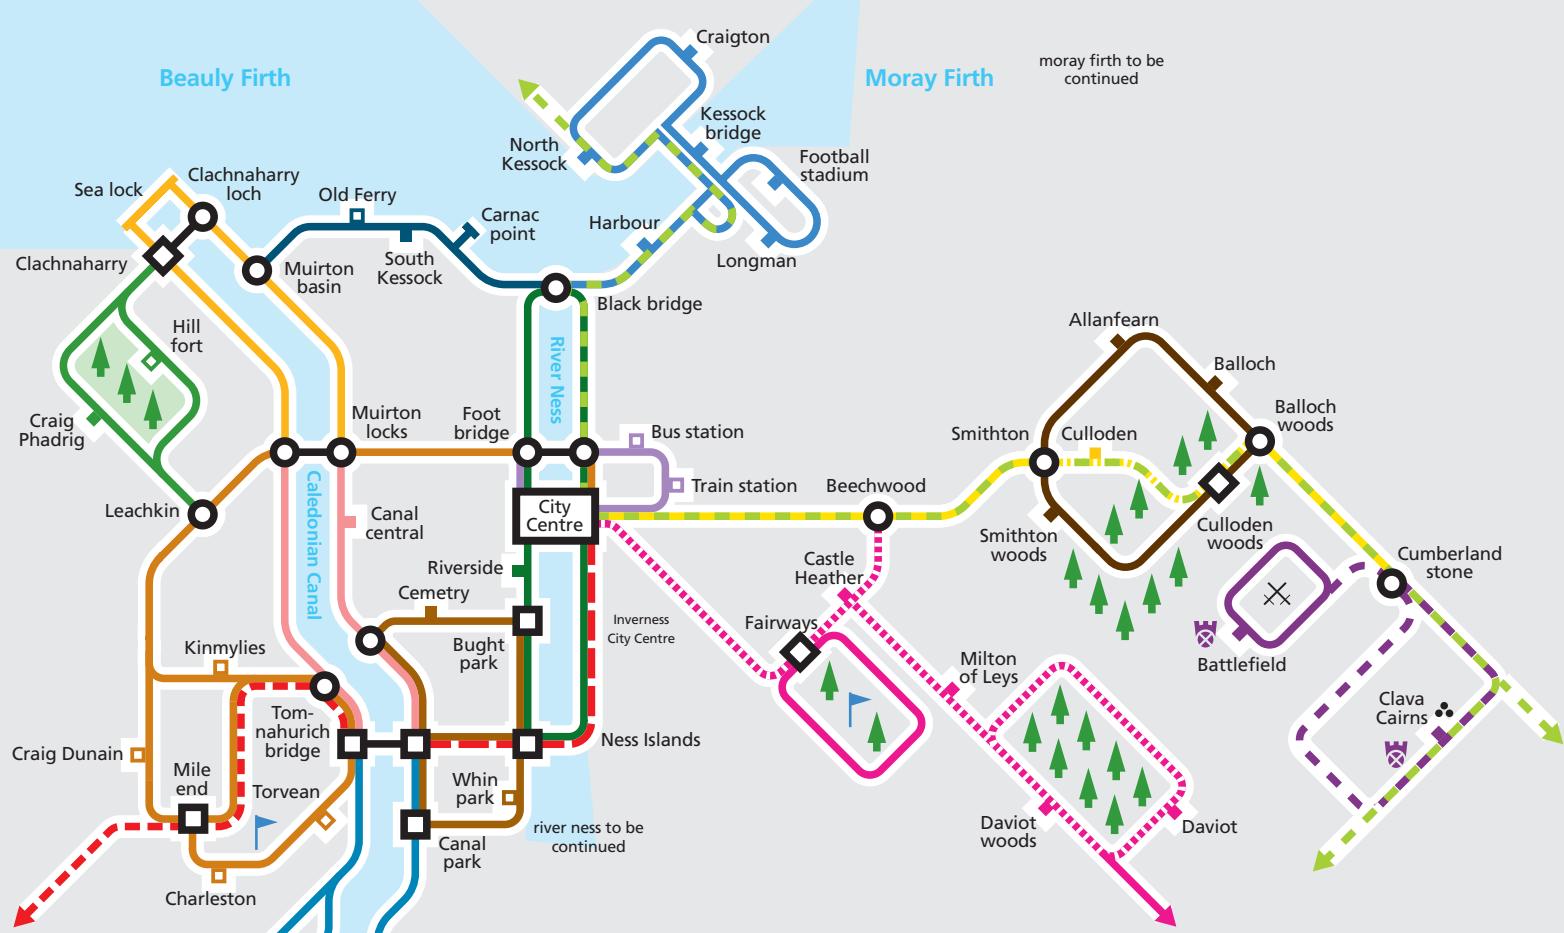 Beauly Firth
Craigton
Moray Firth
moray firth to be
continued
Kessock
bridge
North
Kessock
Football
stadium
Sea lock
Clachnaharry
loch
Old Ferry
Carnac
point
Harbour
Longman
Clachnaharry
South
Kessock
Muirton
basin
Black bridge
Hill
fort
River Ness
Allanfearn
Balloch
Craig
Phadrig
Muirton
locks
Foot
bridge
Bus station
Smithton
Culloden
Balloch
woods
Leachkin
Caledonian Canal
Canal
central
City
Centre
Train station
Beechwood
Smithton
woods
Culloden
woods
Riverside
Castle
Heather
Cumberland
stone
Cemetry
Inverness
City Centre
Fairways
Kinmylies
Bught
park
Battlefield
Milton
of Leys
Tom-
nahurich
bridge
Ness Islands
Clava
Cairns
Craig Dunain
Mile
end
Torvean
Whin
park
river ness to be
continued
Canal
park
Daviot
woods
Daviot
Charleston